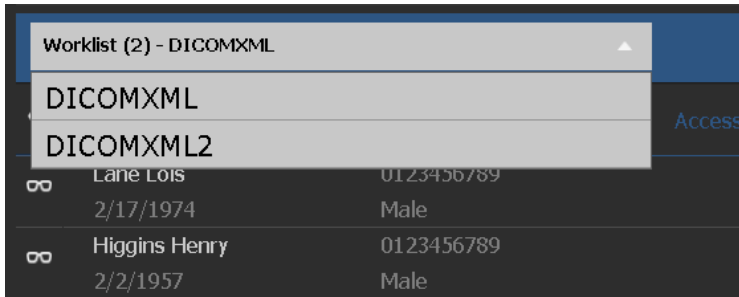 Worklist (2) - DICOMXML
DICOMXML
DICOMXML2
Access
Lane Lois 0123456789
2/17/1974 Male
Higgins Henry 0123456789
2/2/1957 Male